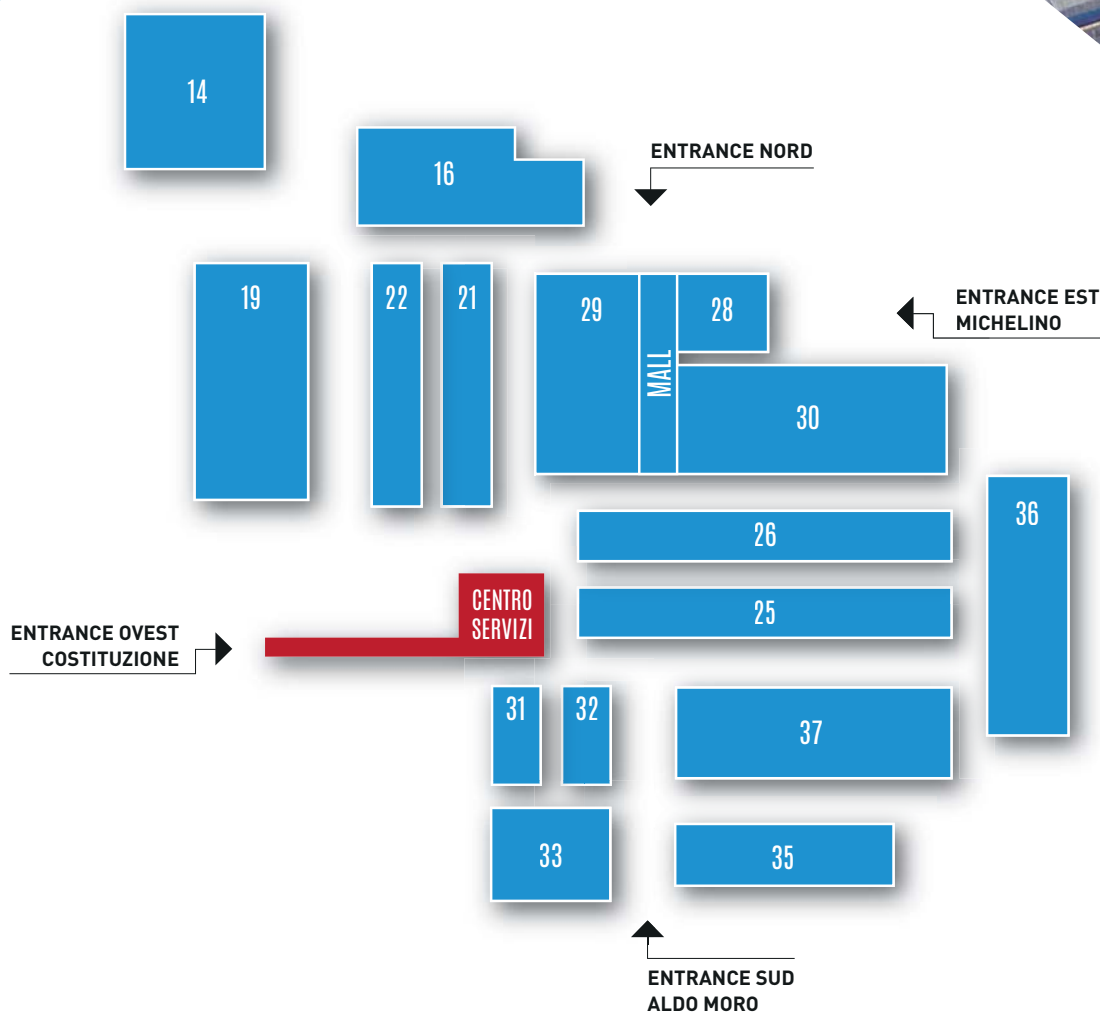 14
ENTRANCE NORD
16
19
22
21
29
MALL
28
ENTRANCE EST
MICHELINO
30
36
26
CENTRO
SERVIZI
25
ENTRANCE OVEST
COSTITUZIONE
31
32
37
33
35
ENTRANCE SUD
ALDO MORO